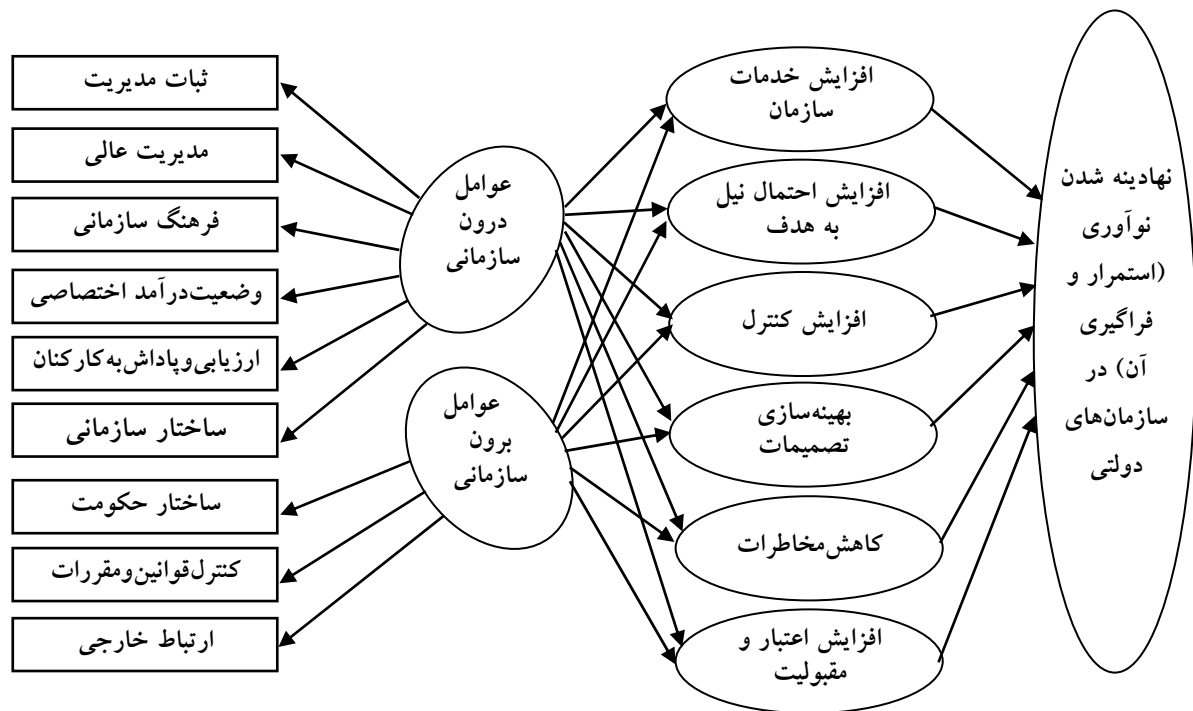 ثبات مدیریت
مدیریت عالی
فرهنگ سازمانی
وضعیت‌درآمد اختصاصی
ارزیابی‌وپاداش‌به‌کارکنان
ساختار سازمانی
ساختار حکومت
کنترل‌قوانین‌ومقررات
ارتباط خارجی
عوامل
درون
سازمانی
عوامل
برون
سازمانی
افزایش خدمات
سازمان
افزایش احتمال نیل
به هدف
افزایش کنترل
بهینه‌سازی
تصمیمات
کاهش‌مخاطرات
افزایش اعتبار و
مقبولیت
نهادینه شدن
نوآوری
(استمرار و
فراگیری
آن) در
سازمان‌های
دولتی